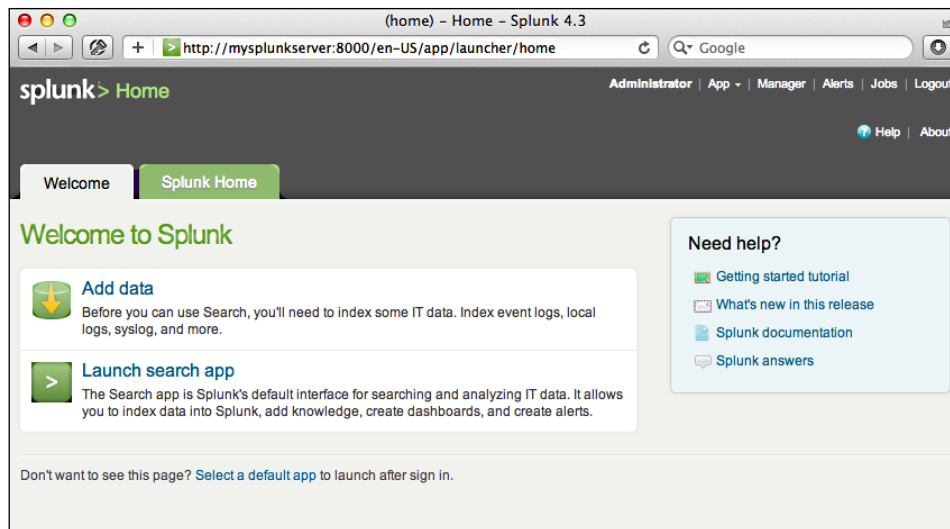 (home) – Home – Splunk 4.3
http://mysplunkserver:8000/en-US/app/launcher/home
Google
splunk> Home
Administrator | App | Manager | Alerts | Jobs | Logout
Help | About
Welcome
Splunk Home
Welcome to Splunk
Add data
Before you can use Search, you'll need to index some IT data. Index event logs, local
logs, syslog, and more.
Launch search app
The Search app is Splunk's default interface for searching and analyzing IT data. It allows
you to index data into Splunk, add knowledge, create dashboards, and create alerts.
Need help?
Getting started tutorial
What's new in this release
Splunk documentation
Splunk answers
Don't want to see this page? Select a default app to launch after sign in.